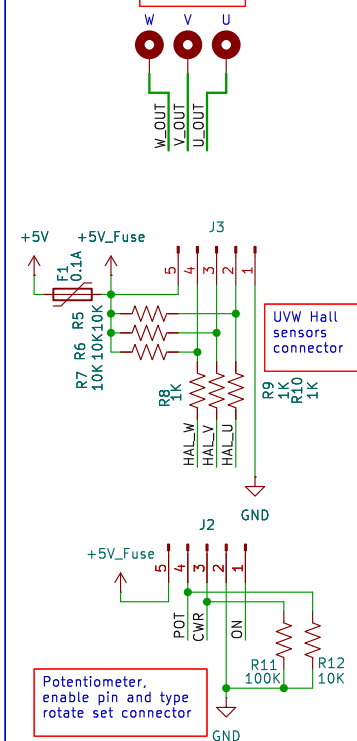 W V U
W_OUT
V_OUT
U_OUT
J3
+5V
+5V_Fuse
F1
0.1A
5 4 3 2 1
R5
10K
R6
10K
R7
10K
UVW Hall
sensors
connector
R8
1K
R9
1K
R10
1K
HAL_W
HAL_V
HAL_U
GND
J2
+5V_Fuse
5 4 3 2 1
POT
CWR
ON
R11
100K
R12
10K
Potentiometer,
enable pin and type
rotate set connector
GND